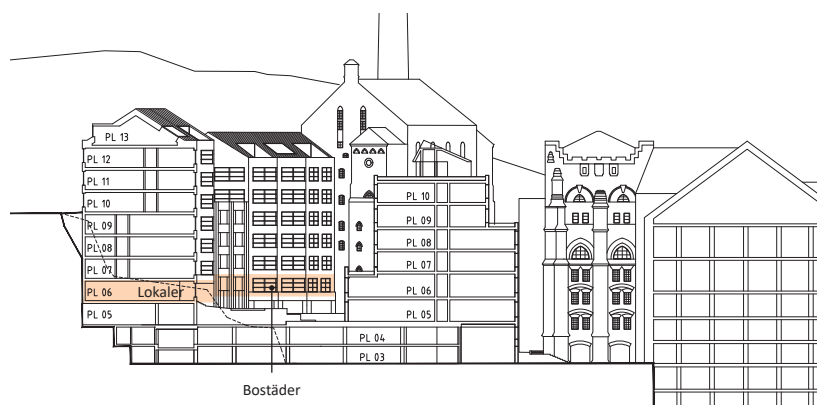 PL 13
PL 12
PL 11
PL 10
PL 09
PL 08
PL 07
PL 06 Lokaler
PL 05
PL 10
PL 09
PL 08
PL 07
PL 06
PL 05
PL 04
PL 03
Bostäder